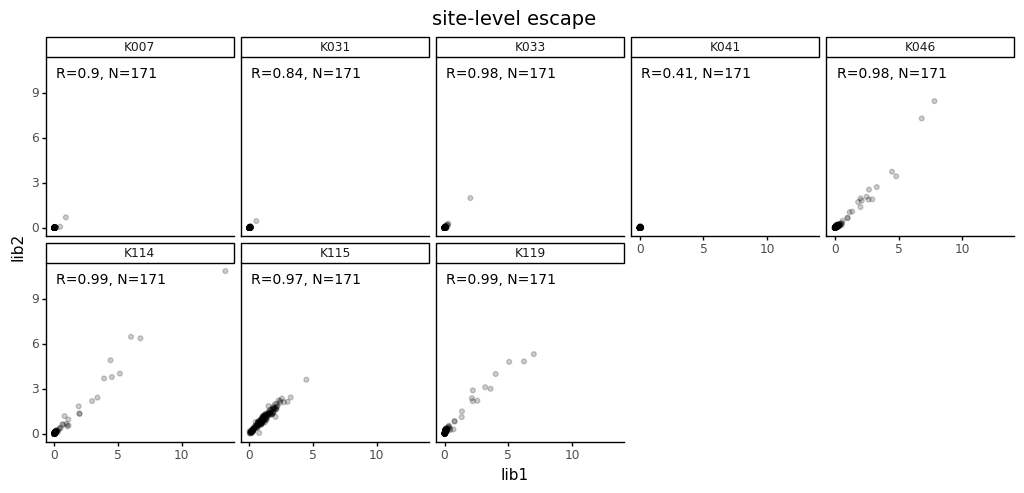 site-level escape
K007 K031 K033 K041 K046
R=0.9, N=171 R=0.84, N=171 R=0.98, N=171 R=0.41, N=171 R=0.98, N=171
9
6
3
0
0 5 10 0 5 10
K114 K115 K119
R=0.99, N=171 R=0.97, N=171 R=0.99, N=171
9
6
3
0
0 5 10 0 5 10 0 5 10
lib2
lib1